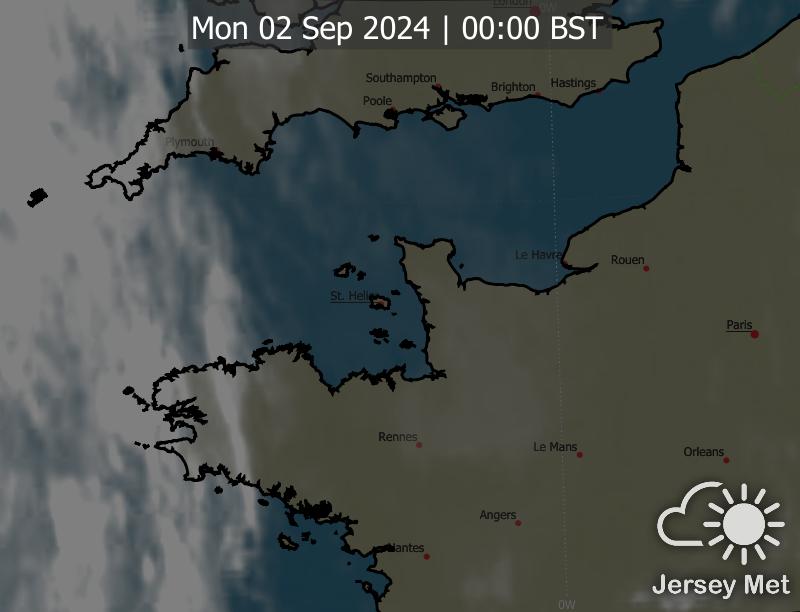 London
0W
Mon 02 Sep 2024 | 00:00 BST
Southampton
Brighton
Hastings
Poole
Plymouth
Le Havre
Rouen
St. Helier
Paris
Rennes
Le Mans
Orleans
Angers
Nantes
Jersey Met
0W